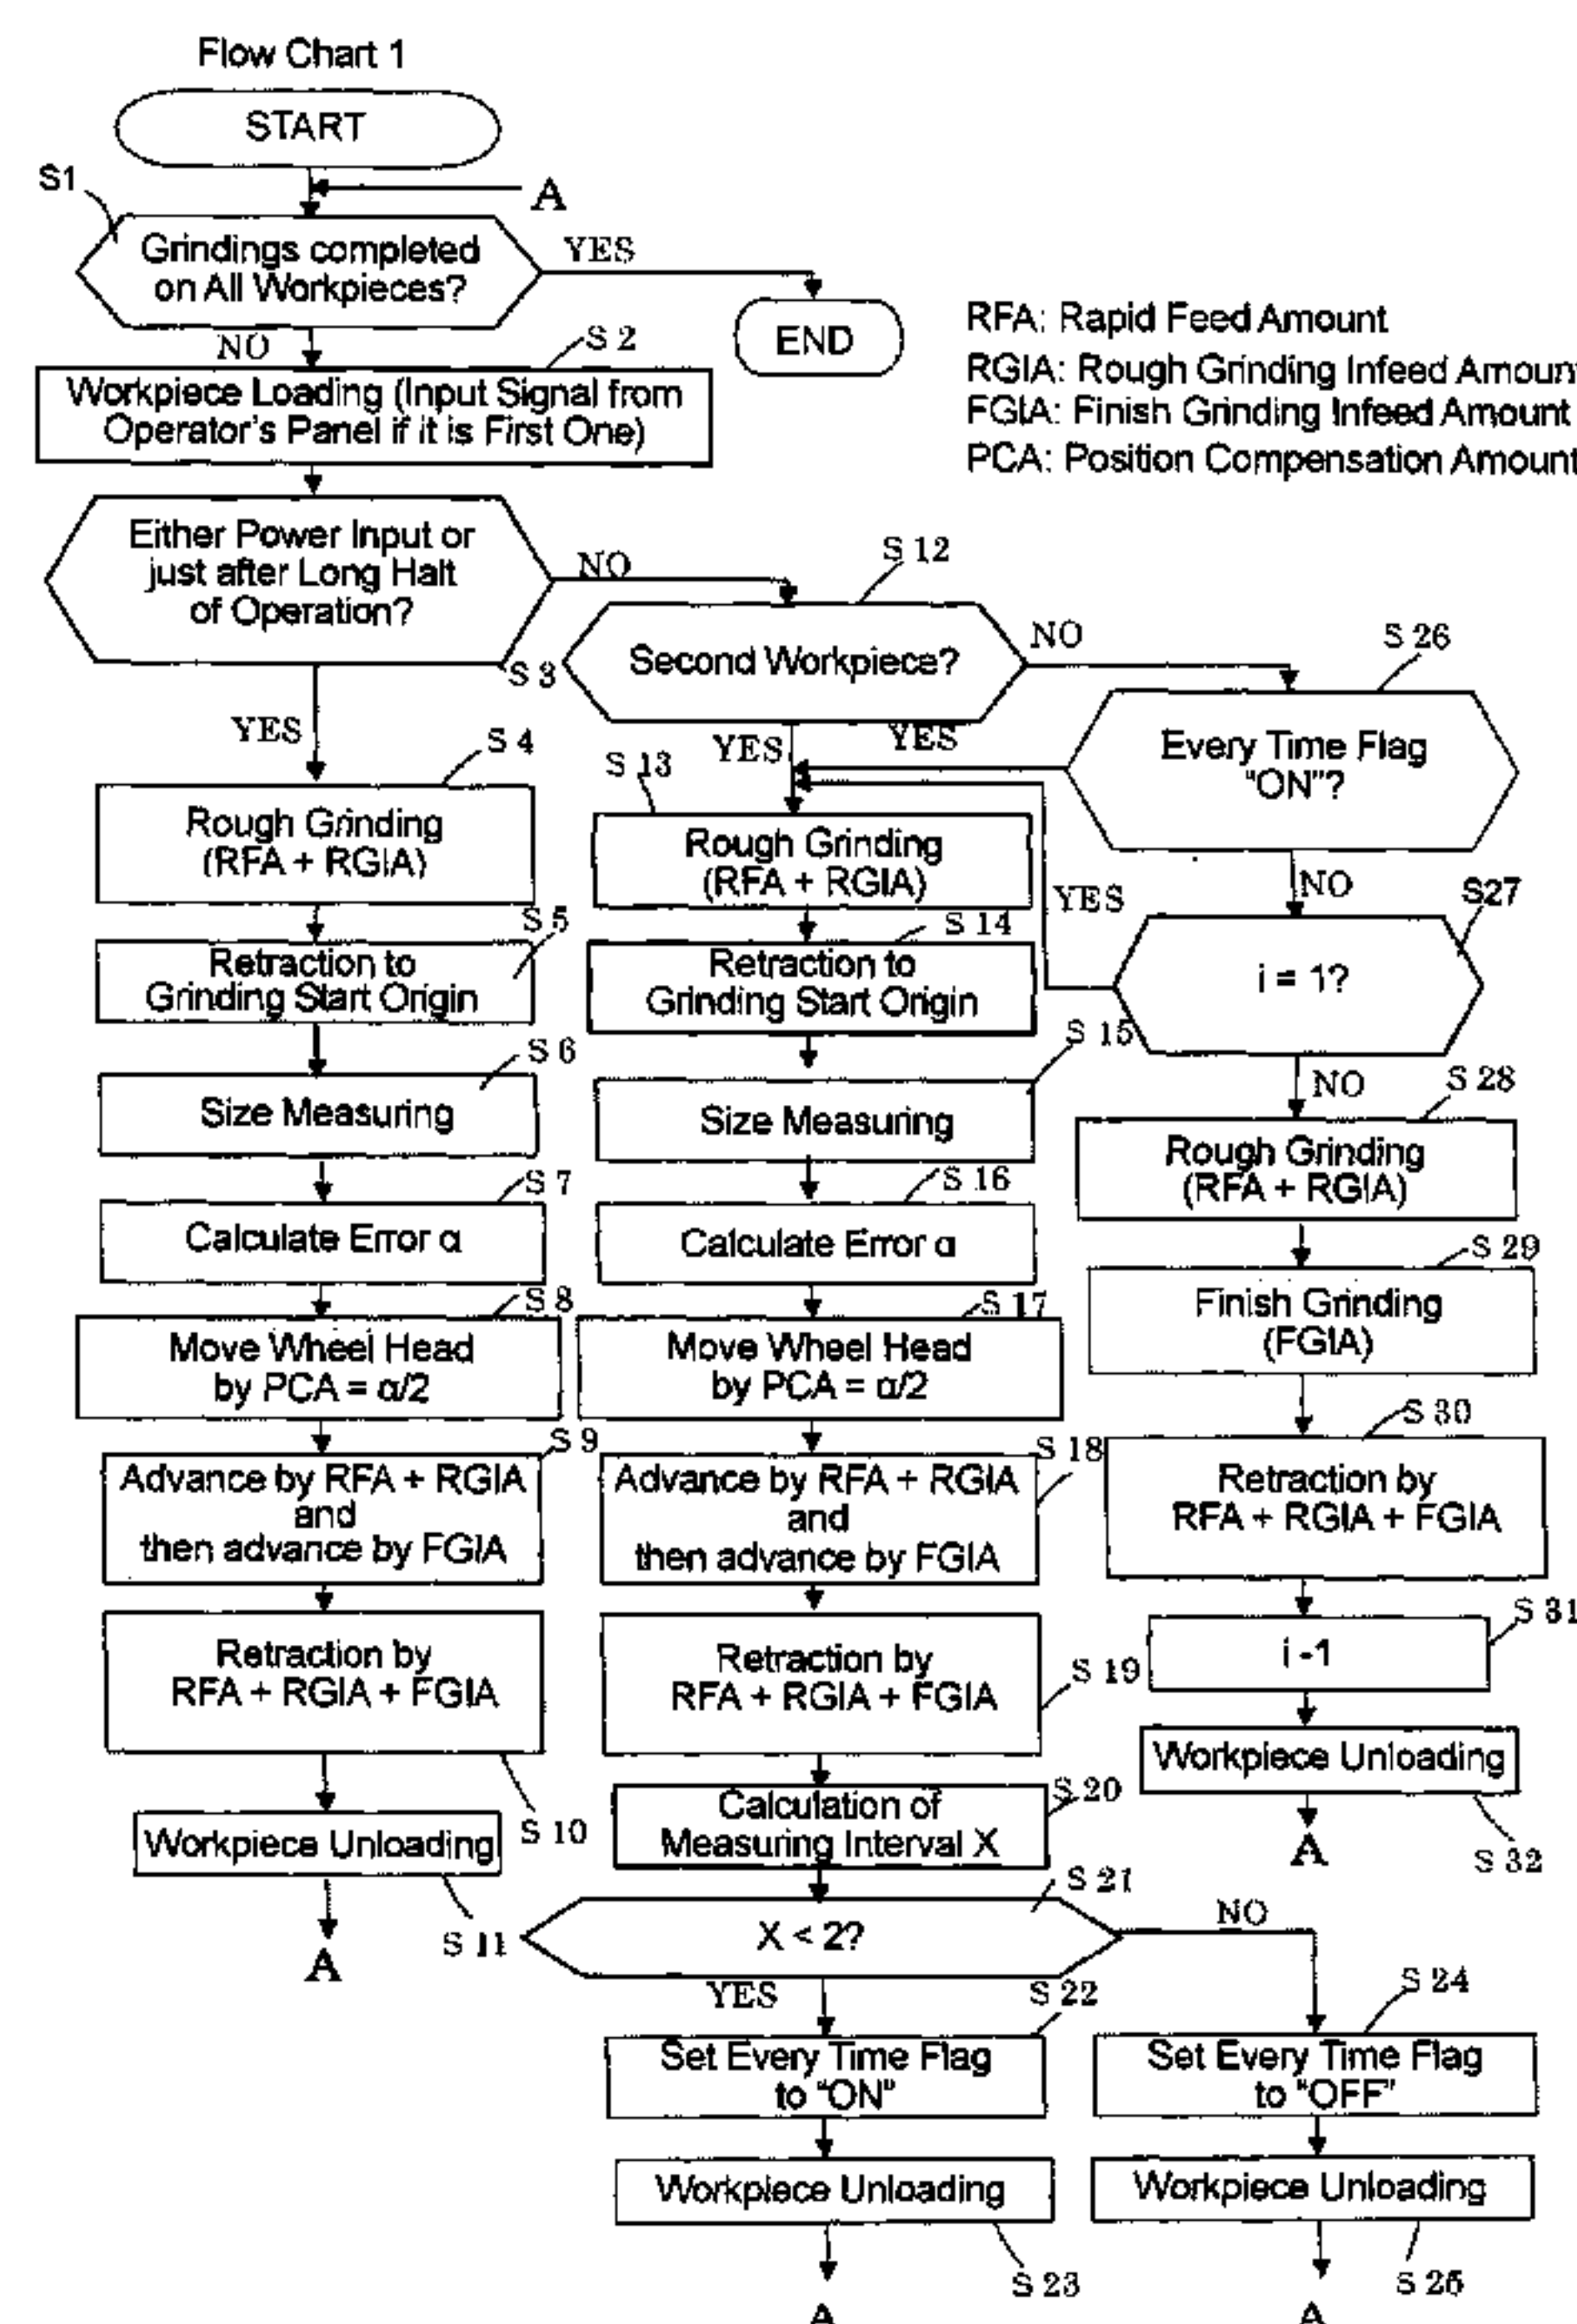 Flow Chart 1
START
S1
A
Grindings completed
on All Workpieces?
YES
END
NO
S 2
Workpiece Loading (Input Signal from
Operator's Panel if it is First One)
RFA: Rapid Feed Amount
RGIA: Rough Grinding Infeed Amoun
FGIA: Finish Grinding Infeed Amount
PCA: Position Compensation Amount
Either Power Input or
just after Long Halt
of Operation?
S 3
NO
YES
S 4
Rough Grinding
(RFA + RGIA)
S 5
Retraction to
Grinding Start Origin
S 6
Size Measuring
S 7
Calculate Error α
S 8
Move Wheel Head
by PCA = α/2
S 9
Advance by RFA + RGIA
and
then advance by FGIA
Retraction by
RFA + RGIA + FGIA
S 10
Workpiece Unloading
S 11
A
S 12
Second Workpiece?
NO
YES
YES
S 13
Rough Grinding
(RFA + RGIA)
S 14
Retraction to
Grinding Start Origin
S 15
Size Measuring
S 16
Calculate Error α
S 17
Move Wheel Head
by PCA = α/2
S 18
Advance by RFA + RGIA
and
then advance by FGIA
Retraction by
RFA + RGIA + FGIA
S 19
S 20
Calculation of
Measuring Interval X
S 21
X < 2?
NO
YES
S 22
Set Every Time Flag
to "ON"
Workpiece Unloading
S 23
A
S 24
Set Every Time Flag
to "OFF"
Workpiece Unloading
S 25
A
S 26
Every Time Flag
"ON"?
NO
YES
S27
i = 1?
NO
S 28
Rough Grinding
(RFA + RGIA)
S 29
Finish Grinding
(FGIA)
S 30
Retraction by
RFA + RGIA + FGIA
S 31
i -1
Workpiece Unloading
S 32
A